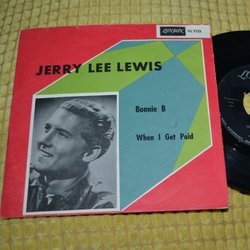 LONDON
JERRY LEE LEWIS
Bonnie B
When I Get Paid